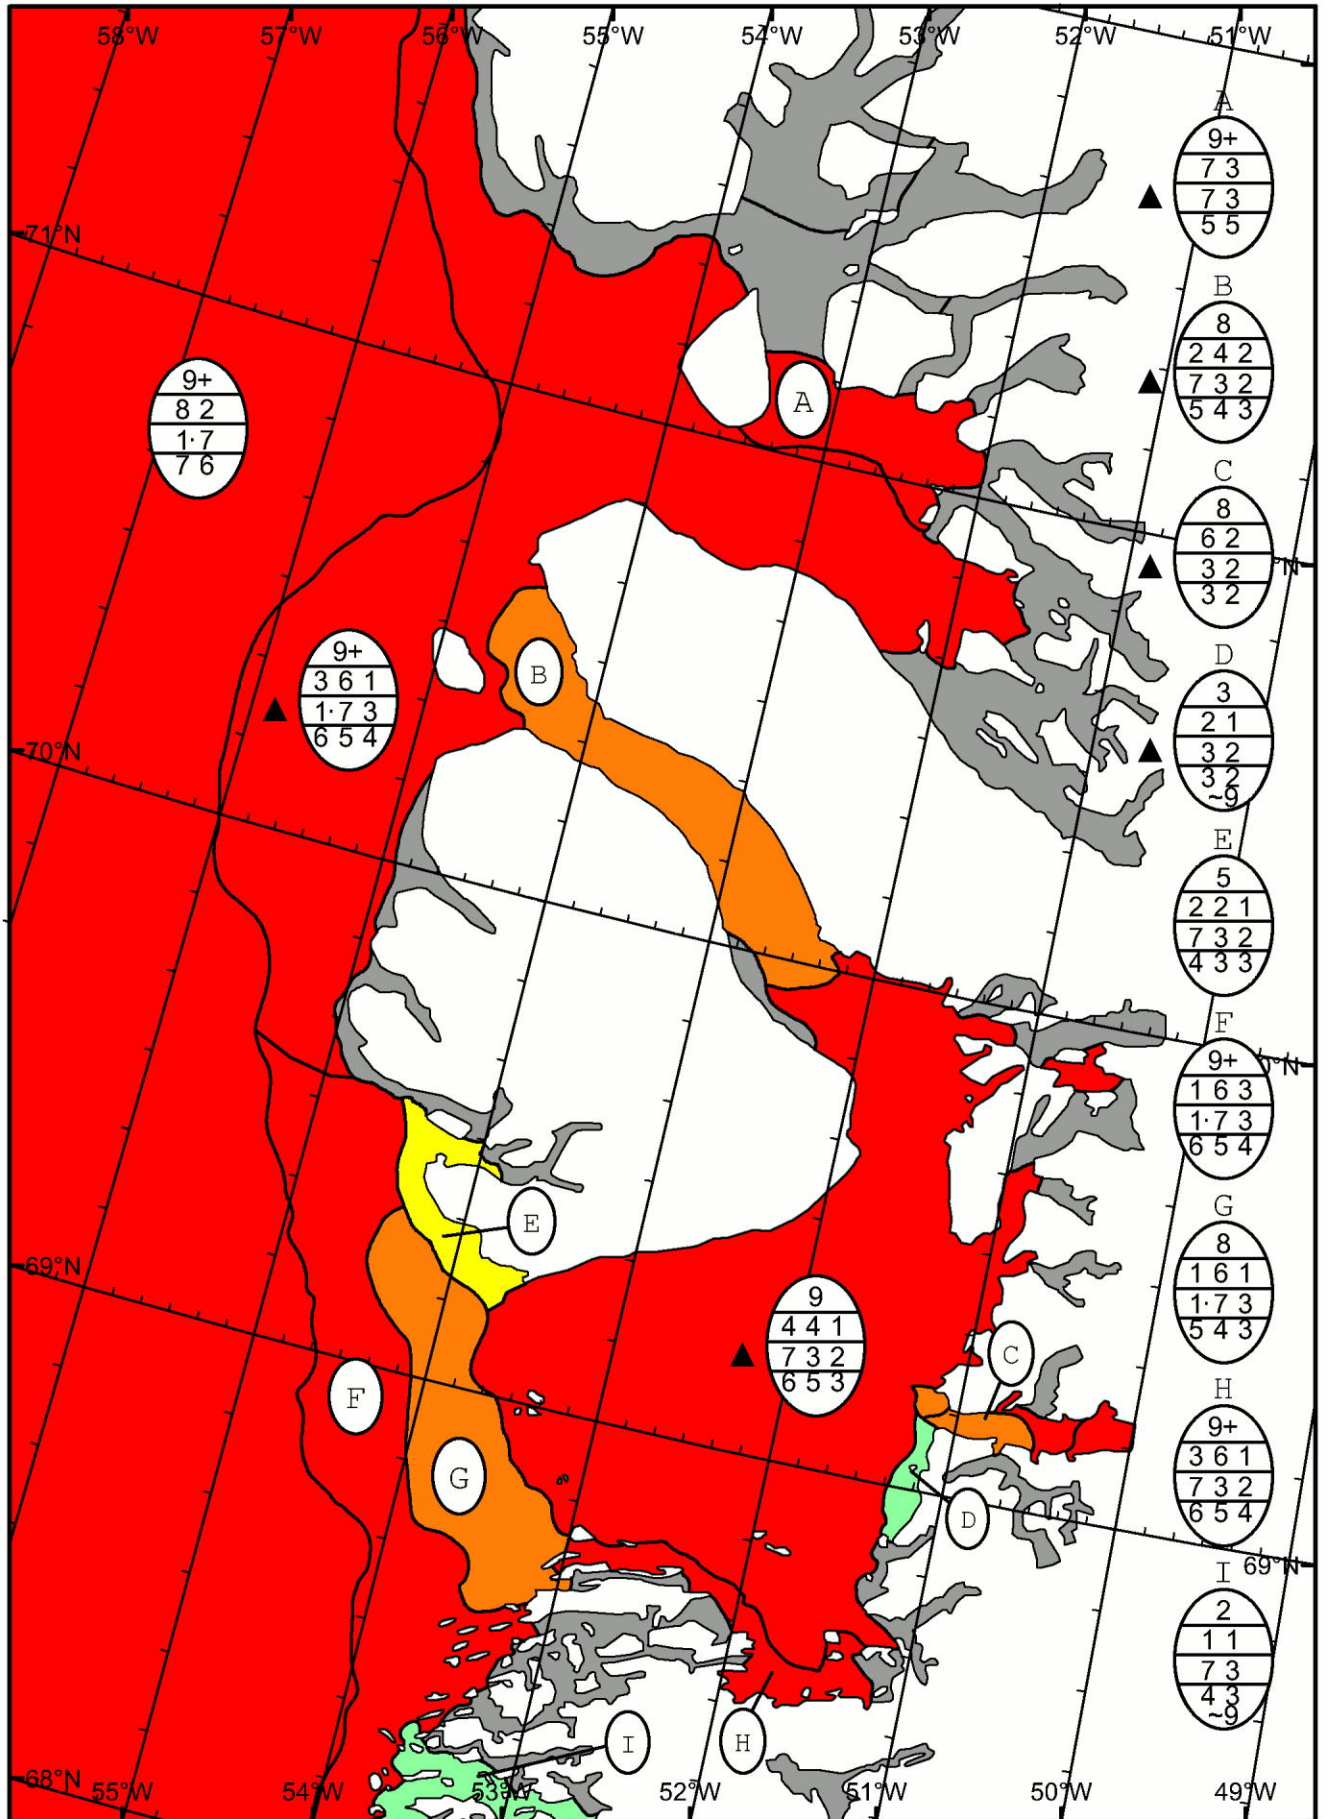 58°W 57°W 56°W 55°W 54°W 53°W 52°W 51°W
A
9+
7 3
7 3
5 5
71°N
B
8
2 4 2
7 3 2
5 4 3
9+
8 2
1· 7
7 6
A
C
8
6 2
3 2
3 2
°N
B
9+
3 6 1
1· 7 3
6 5 4
D
3
2 1
3 2
3 2
~9
70°N
E
5
2 2 1
7 3 2
4 3 3
F
9+
1 6 3
1· 7 3
6 5 4
0°N
E
G
8
1 6 1
1· 7 3
5 4 3
69°N
9
4 4 1
7 3 2
6 5 3
C
F
H
9+
3 6 1
7 3 2
6 5 4
G
D
69°N
I
2
1 1
7 3
4 3
~9
I
H
68°N
55°W 54°W 53°W 52°W 51°W 50°W 49°W